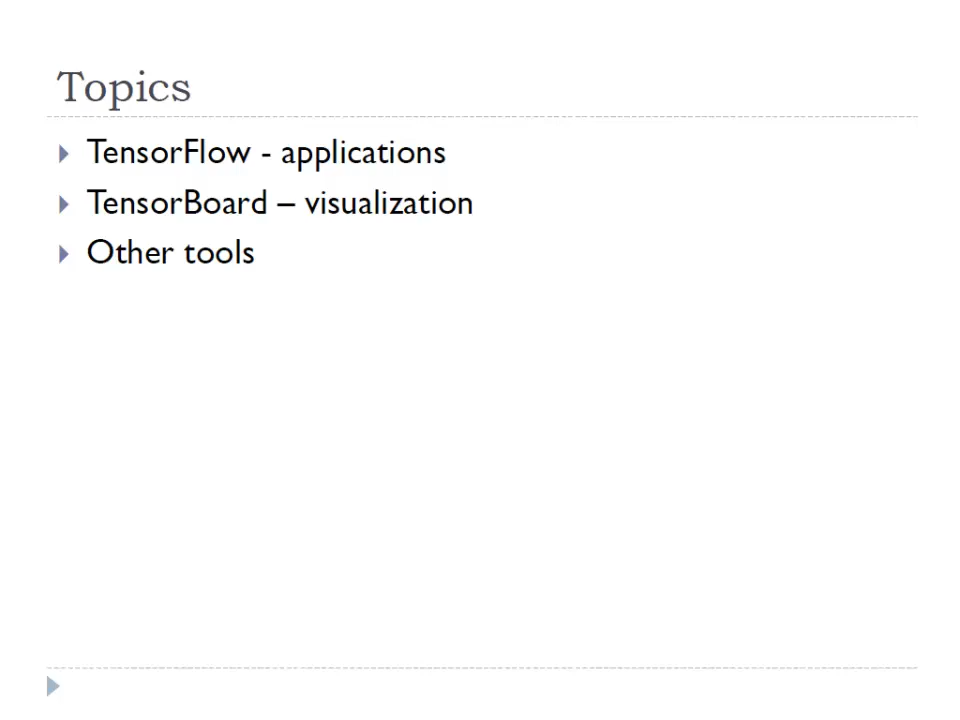 Topics
TensorFlow - applications
TensorBoard – visualization
Other tools